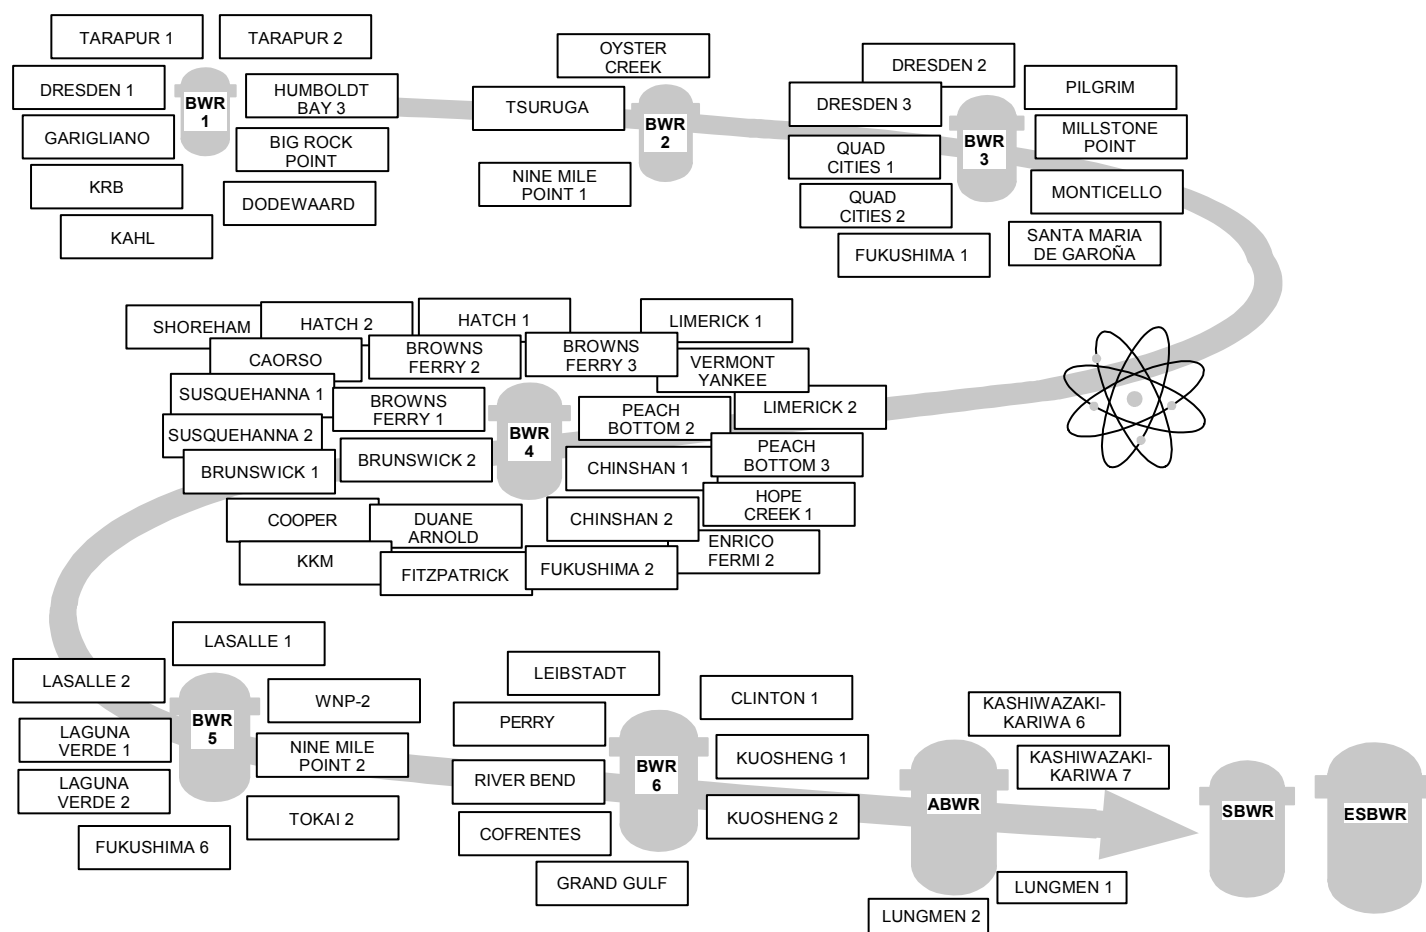 TARAPUR 1
TARAPUR 2
DRESDEN 1
BWR
1
HUMBOLDT
BAY 3
GARIGLIANO
BIG ROCK
POINT
KRB
DODEWAARD
KAHL
OYSTER
CREEK
TSURUGA
BWR
2
NINE MILE
POINT 1
DRESDEN 2
DRESDEN 3
PILGRIM
BWR
3
MILLSTONE
POINT
QUAD
CITIES 1
MONTICELLO
QUAD
CITIES 2
SANTA MARIA
DE GAROÑA
FUKUSHIMA 1
SHOREHAM
HATCH 2
HATCH 1
LIMERICK 1
CAORSO
BROWNS
FERRY 2
BROWNS
FERRY 3
VERMONT
YANKEE
SUSQUEHANNA 1
BROWNS
FERRY 1
PEACH
BOTTOM 2
LIMERICK 2
SUSQUEHANNA 2
BWR
4
BRUNSWICK 1
BRUNSWICK 2
CHINSHAN 1
PEACH
BOTTOM 3
COOPER
DUANE
ARNOLD
CHINSHAN 2
HOPE
CREEK 1
KKM
FITZPATRICK
FUKUSHIMA 2
ENRICO
FERMI 2
LASALLE 1
LASALLE 2
WNP-2
BWR
5
LAGUNA
VERDE 1
NINE MILE
POINT 2
LAGUNA
VERDE 2
TOKAI 2
FUKUSHIMA 6
LEIBSTADT
CLINTON 1
PERRY
KUOSHENG 1
BWR
6
RIVER BEND
KUOSHENG 2
COFRENTES
GRAND GULF
KASHIWAZAKI-
KARIWA 6
KASHIWAZAKI-
KARIWA 7
ABWR
LUNGMEN 1
LUNGMEN 2
SBWR
ESBWR